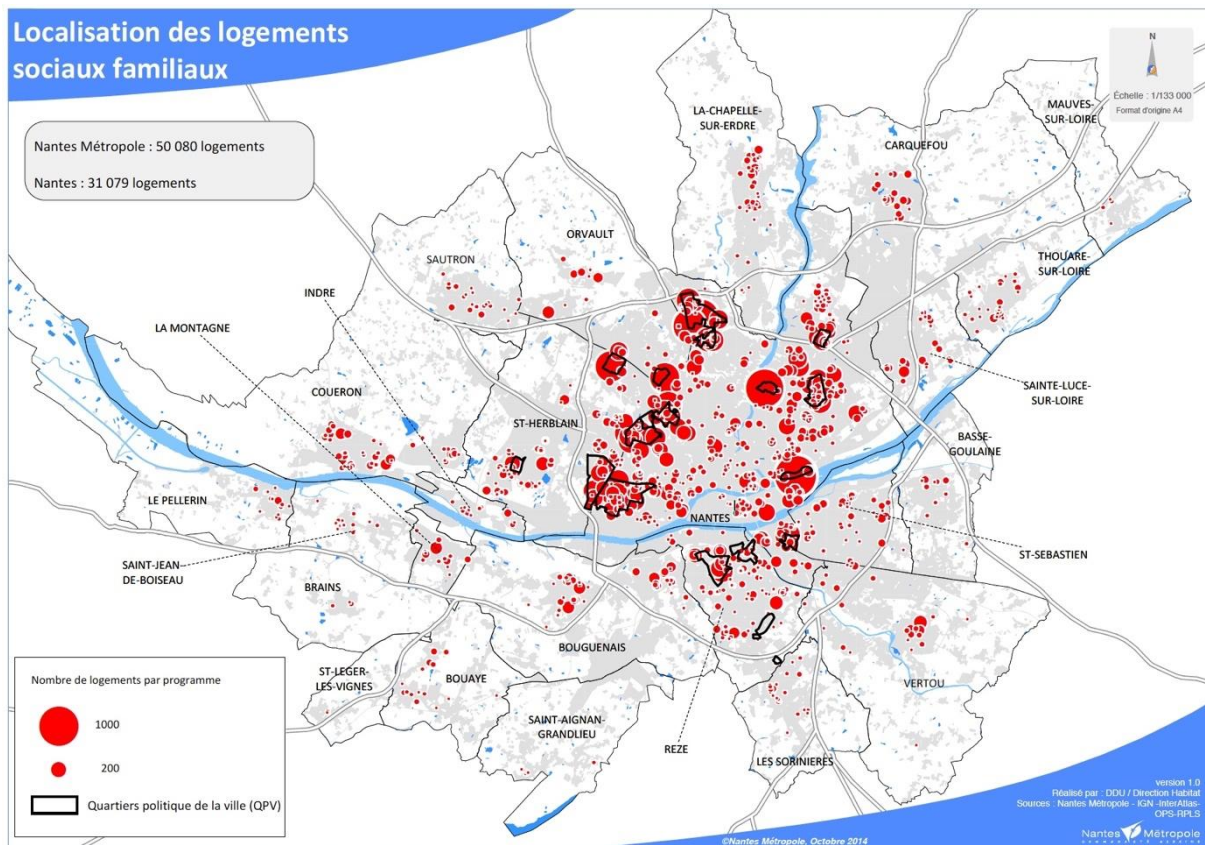 Localisation des logements
sociaux familiaux
Nantes Métropole : 50 080 logements
Nantes : 31 079 logements
N
Échelle : 1/133 000
Format d'origine A4
MAUVES-
SUR-LOIRE
LA-CHAPELLE-
SUR-ERDRE
CARQUEFOU
ORVAULT
SAUTRON
THOUARE-
SUR-LOIRE
INDRE
LA MONTAGNE
COUERON
ST-HERBLAIN
SAINTE-LUCE-
SUR-LOIRE
BASSE-
GOULAINE
LE PELLERIN
NANTES
ST-SEBASTIEN
SAINT-JEAN
DE-BOISEAU
BRAINS
BOUGUENAIS
ST-LEGER-
LES-VIGNES
BOUAYE
VERTOU
SAINT-AIGNAN-
GRANDLIEU
REZE
LES SORINIERES
Nombre de logements par programme
1000
200
Quartiers politique de la ville (QPV)
version 1.0
Réalisé par : DDU / Direction Habitat
Sources : Nantes Métropole - IGN -InterAtlas-
OPS-RPLS
©Nantes Métropole, Octobre 2014
Nantes Métropole
COMMUNAUTÉ URBAINE